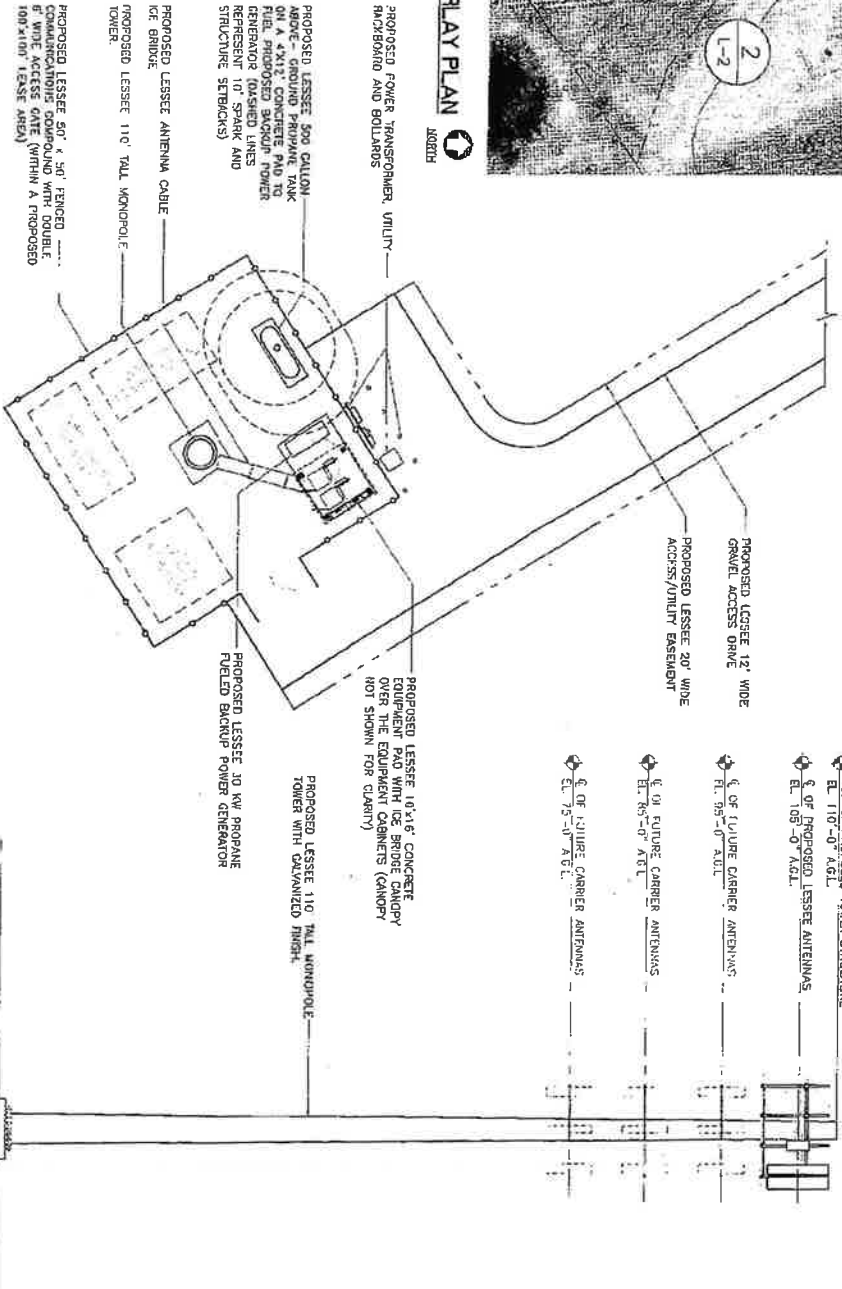 2
L-2
RLAY PLAN
NORTH
PROPOSED POWER TRANSFORMER, UTILITY
BACKBOARD AND BOLLARDS
PROPOSED LESSEE 500 GALLON
ABOVE-GROUND PROPANE TANK
ON A 4'X12' CONCRETE PAD TO
FUEL PROPOSED BACKUP POWER
GENERATOR (DASHED LINES
REPRESENT 10' SPARK AND
STRUCTURE SETBACKS)
PROPOSED LESSEE ANTENNA CABLE
ICE BRIDGE
PROPOSED LESSEE 110' TALL MONOPOLE
TOWER.
PROPOSED LESSEE 50' x 50' FENCED
COMMUNICATIONS COMPOUND WITH DOUBLE
6' WIDE ACCESS GATE (WITHIN A PROPOSED
100'x100' LEASE AREA)
PROPOSED LESSEE 12' WIDE
GRAVEL ACCESS DRIVE
PROPOSED LESSEE 20' WIDE
ACCESS/UTILITY EASEMENT
PROPOSED LESSEE 10'x16' CONCRETE
EQUIPMENT PAD WITH ICE BRIDGE CANOPY
OVER THE EQUIPMENT CABINETS (CANOPY
NOT SHOWN FOR CLARITY)
PROPOSED LESSEE 30 KW PROPANE
FUELED BACKUP POWER GENERATOR
EL. 110'-0" A.G.L.
℄ OF PROPOSED LESSEE ANTENNAS
EL. 105'-0" A.G.L.
℄ OF FUTURE CARRIER ANTENNAS
EL. 95'-0" A.G.L.
℄ OF FUTURE CARRIER ANTENNAS
EL. 85'-0" A.G.L.
℄ OF FUTURE CARRIER ANTENNAS
EL. 75'-0" A.G.L.
PROPOSED LESSEE 110' TALL MONOPOLE
TOWER WITH GALVANIZED FINISH.